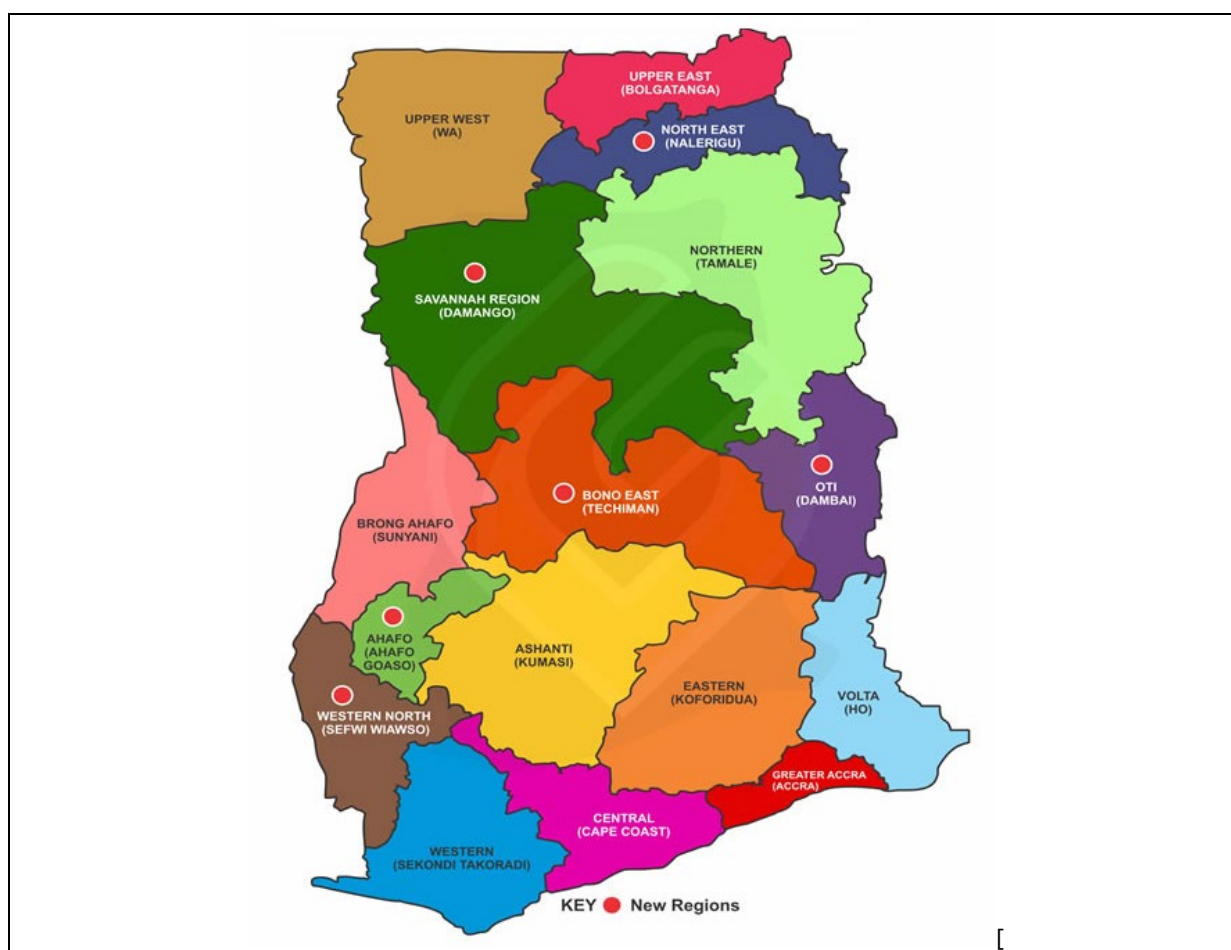 UPPER EAST
(BOLGATANGA)
UPPER WEST
(WA)
NORTH EAST
(NALERIGU)
NORTHERN
(TAMALE)
SAVANNAH REGION
(DAMANGO)
OTI
(DAMBAI)
BONO EAST
(TECHIMAN)
BRONG AHAFO
(SUNYANI)
AHAFO
(AHAFO
GOASO)
ASHANTI
(KUMASI)
EASTERN
(KOFORIDUA)
VOLTA
(HO)
WESTERN NORTH
(SEFWI WIAWSO)
GREATER ACCRA
(ACCRA)
CENTRAL
(CAPE COAST)
WESTERN
(SEKONDI TAKORADI)
KEY New Regions
[